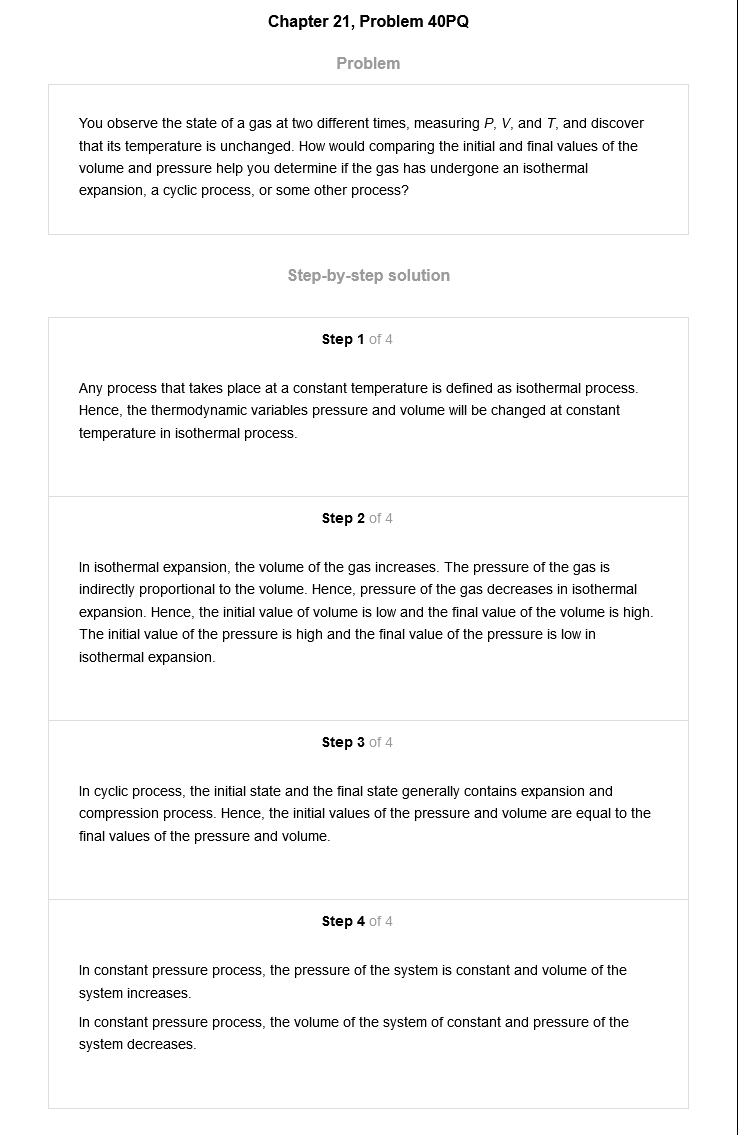 Chapter 21, Problem 40PQ
Problem
You observe the state of a gas at two different times, measuring P, V, and T, and discover
that its temperature is unchanged. How would comparing the initial and final values of the
volume and pressure help you determine if the gas has undergone an isothermal
expansion, a cyclic process, or some other process?
Step-by-step solution
Step 1 of 4
Any process that takes place at a constant temperature is defined as isothermal process.
Hence, the thermodynamic variables pressure and volume will be changed at constant
temperature in isothermal process.
Step 2 of 4
In isothermal expansion, the volume of the gas increases. The pressure of the gas is
indirectly proportional to the volume. Hence, pressure of the gas decreases in isothermal
expansion. Hence, the initial value of volume is low and the final value of the volume is high.
The initial value of the pressure is high and the final value of the pressure is low in
isothermal expansion.
Step 3 of 4
In cyclic process, the initial state and the final state generally contains expansion and
compression process. Hence, the initial values of the pressure and volume are equal to the
final values of the pressure and volume.
Step 4 of 4
In constant pressure process, the pressure of the system is constant and volume of the
system increases.
In constant pressure process, the volume of the system of constant and pressure of the
system decreases.